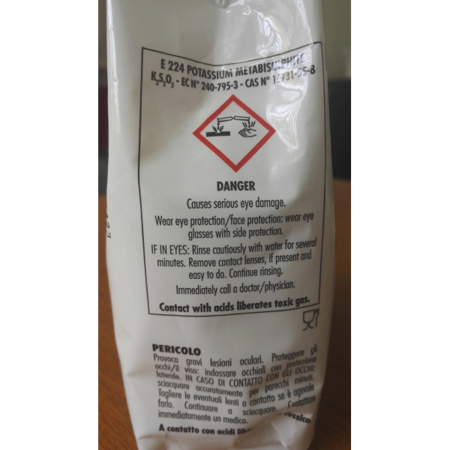 E 224 POTASSIUM METABISULPHITE
K₂S₂O₅ - EC N° 240-795-3 - CAS N°
DANGER
Causes serious eye damage.
Wear eye protection/face protection: wear eye
glasses with side protection.
IF IN EYES: Rinse cautiously with water for several
minutes. Remove contact lenses, if present and
easy to do. Continue rinsing.
Immediately call a doctor/physician.
Contact with acids liberates toxic gas.
PERICOLO
Provoca gravi lesioni oculari. Proteggere gli
occhi/il viso: indossare occhiali con protezione
laterale. IN CASO DI CONTATTO CON GLI OCCHI:
sciacquare accuratamente per parecchi minuti.
Togliere le eventuali lenti a contatto se è agevole
farlo. Continuare a sciacquare. Contattare
immediatamente un medico.
A contatto con acidi